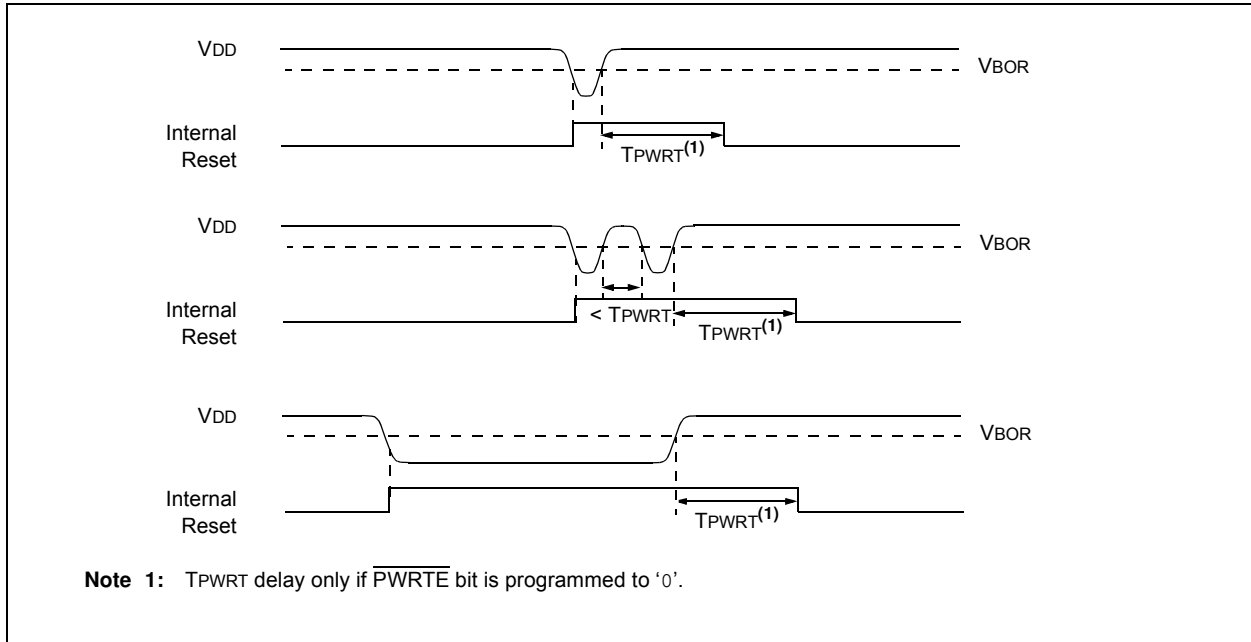 VDD
VBOR
Internal
Reset
TPWRT(1)
VDD
VBOR
Internal
Reset
< TPWRT
TPWRT(1)
VDD
VBOR
Internal
Reset
TPWRT(1)
Note 1: TPWRT delay only if PWRTE bit is programmed to ‘0’.